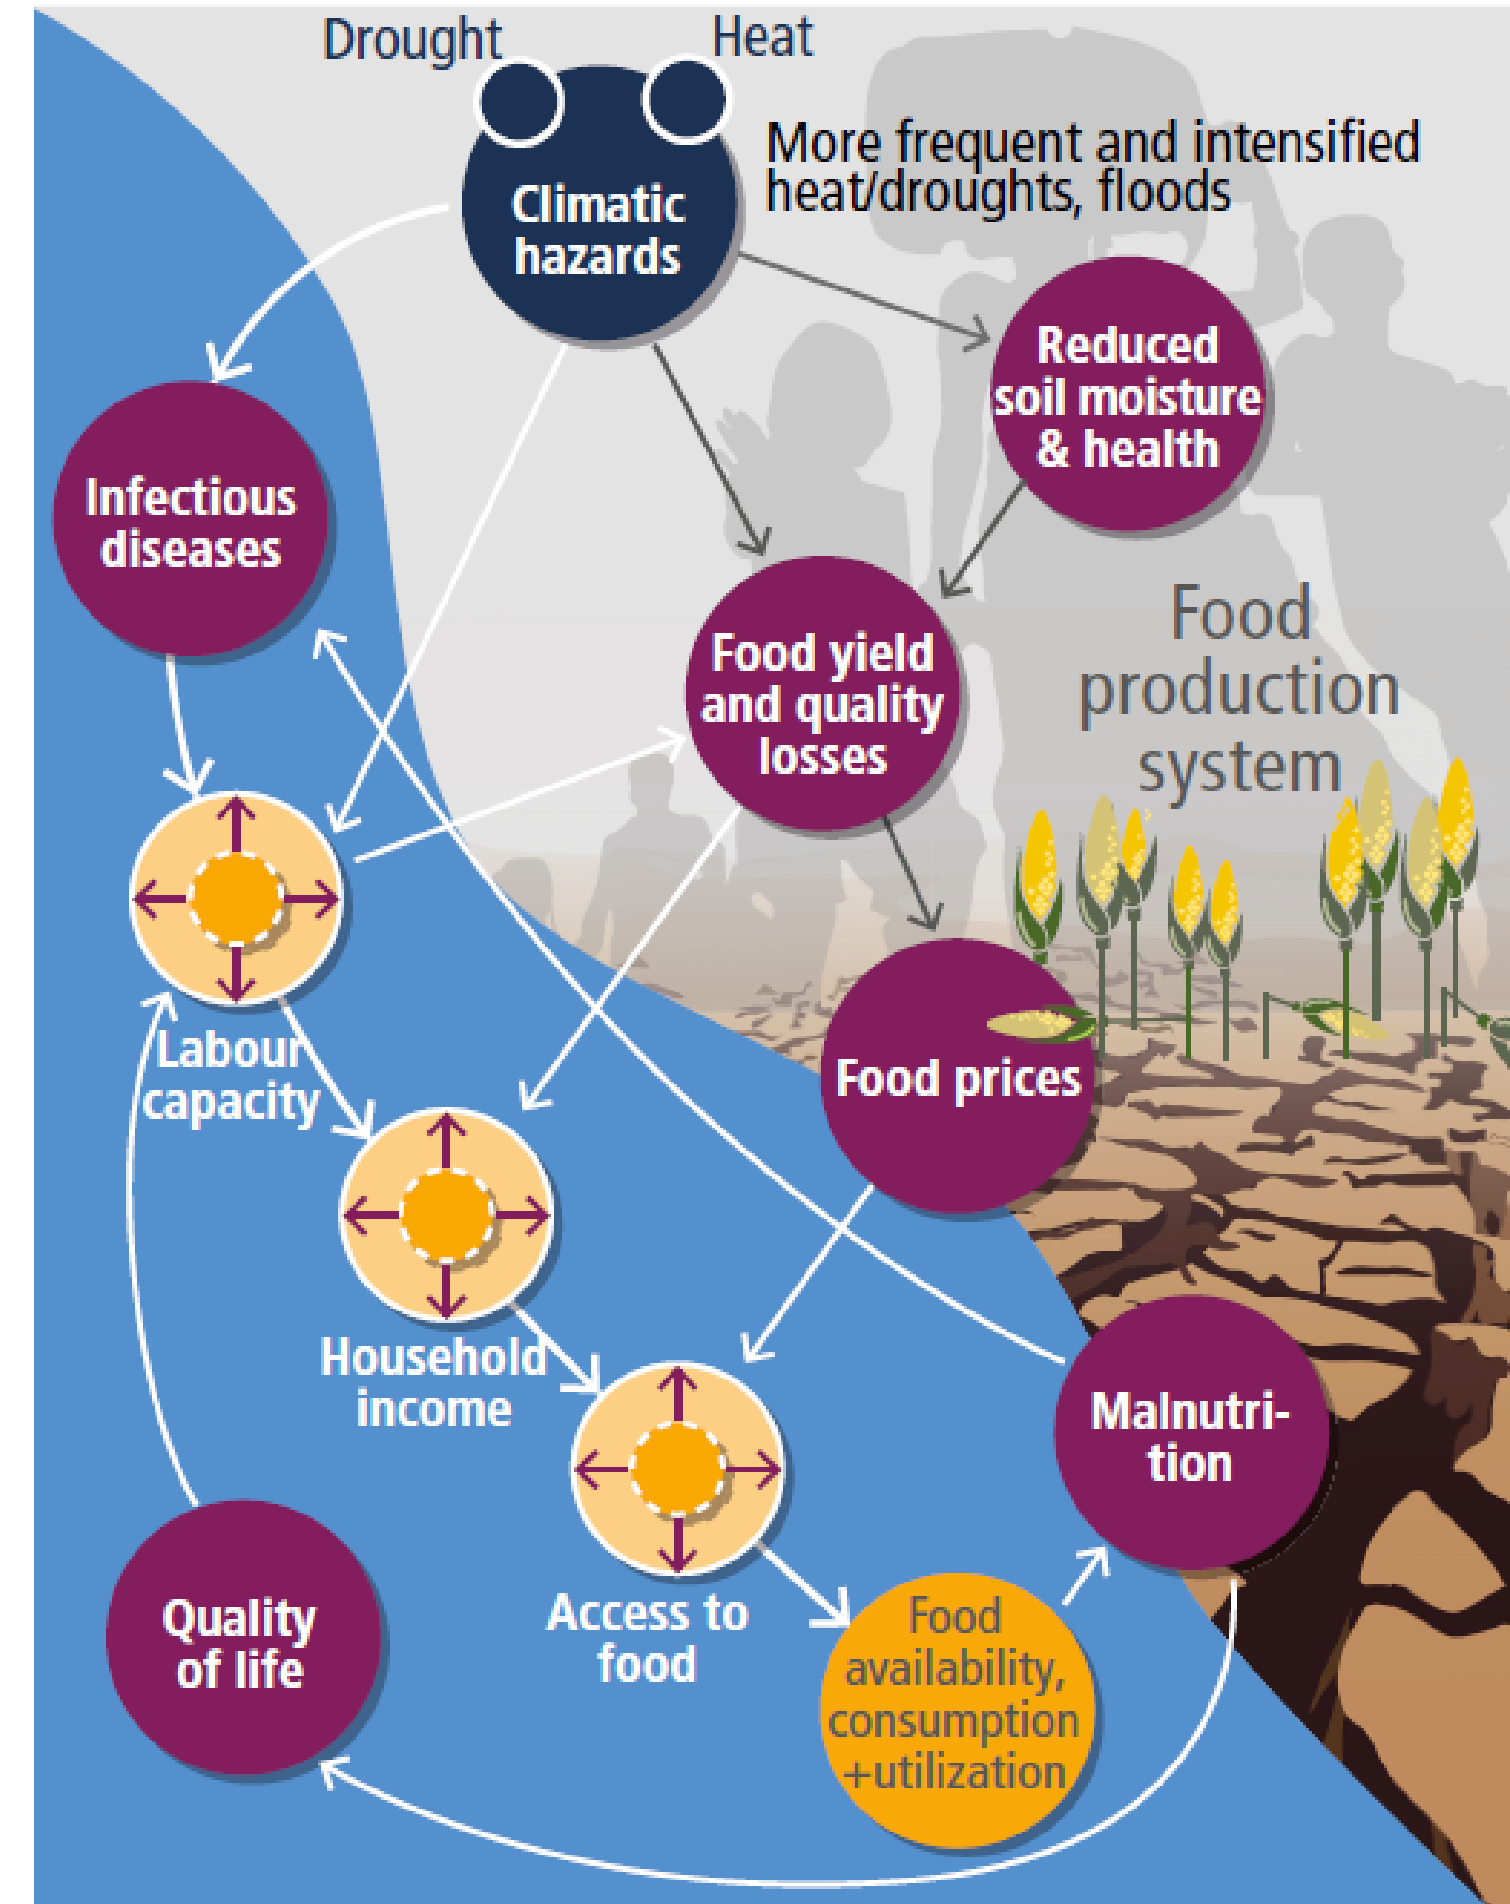 Drought
Heat
Climatic
hazards
More frequent and intensified
heat/droughts, floods
Reduced
soil moisture
& health
Infectious
diseases
Food yield
and quality
losses
Food
production
system
Labour
capacity
Food prices
Household
income
Malnutri-
tion
Access to
food
Quality
of life
Food
availability,
consumption
+utilization